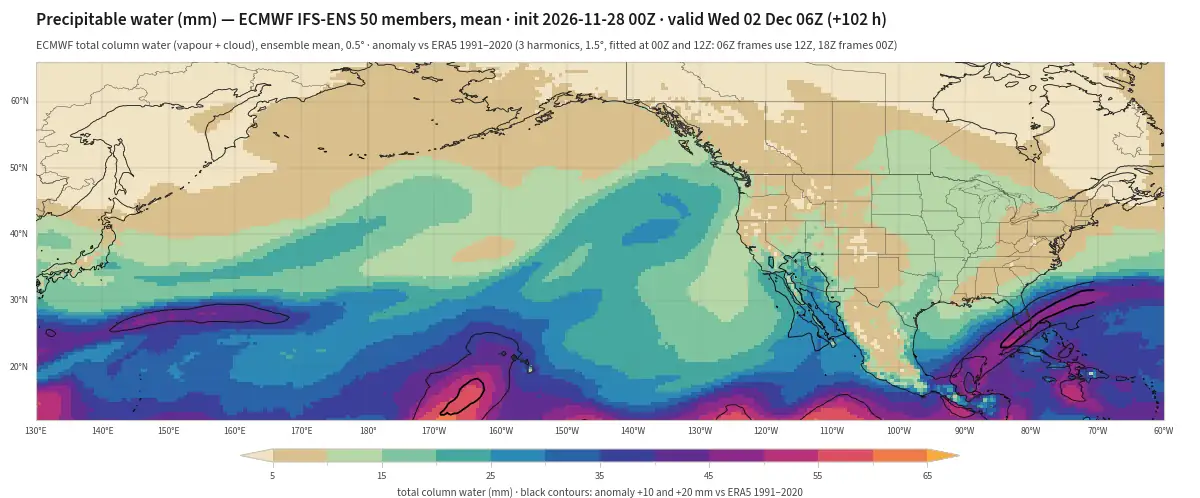 Precipitable water (mm) — ECMWF IFS-ENS 50 members, mean · init 2026-11-28 00Z · valid Wed 02 Dec 06Z (+102 h)
ECMWF total column water (vapour + cloud), ensemble mean, 0.5° · anomaly vs ERA5 1991–2020 (3 harmonics, 1.5°, fitted at 00Z and 12Z: 06Z frames use 12Z, 18Z frames 00Z)
60°N
50°N
40°N
30°N
20°N
130°E 140°E 150°E 160°E 170°E 180° 170°W 160°W 150°W 140°W 130°W 120°W 110°W 100°W 90°W 80°W 70°W 60°W
5 15 25 35 45 55 65
total column water (mm) · black contours: anomaly +10 and +20 mm vs ERA5 1991–2020